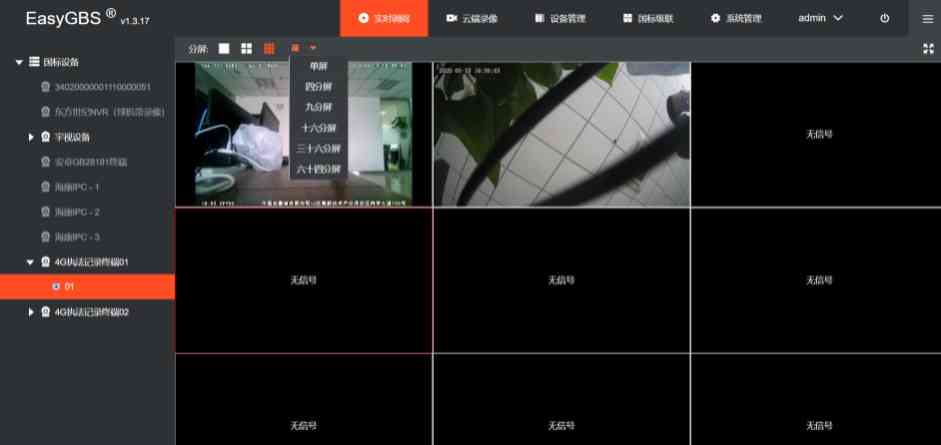 EasyGBS ® v1.3.17
云端录像
设备管理
国标级联
系统管理
admin
分屏:
国标设备
34020000001110000051
东方世纪NVR（球机带录像）
宇视设备
安卓GB28181终端
海康IPC - 1
海康IPC - 2
海康IPC - 3
4G执法记录终端01
01
4G执法记录终端02
单屏
四分屏
九分屏
十六分屏
三十六分屏
六十四分屏
无信号
无信号
无信号
无信号
无信号
无信号
无信号